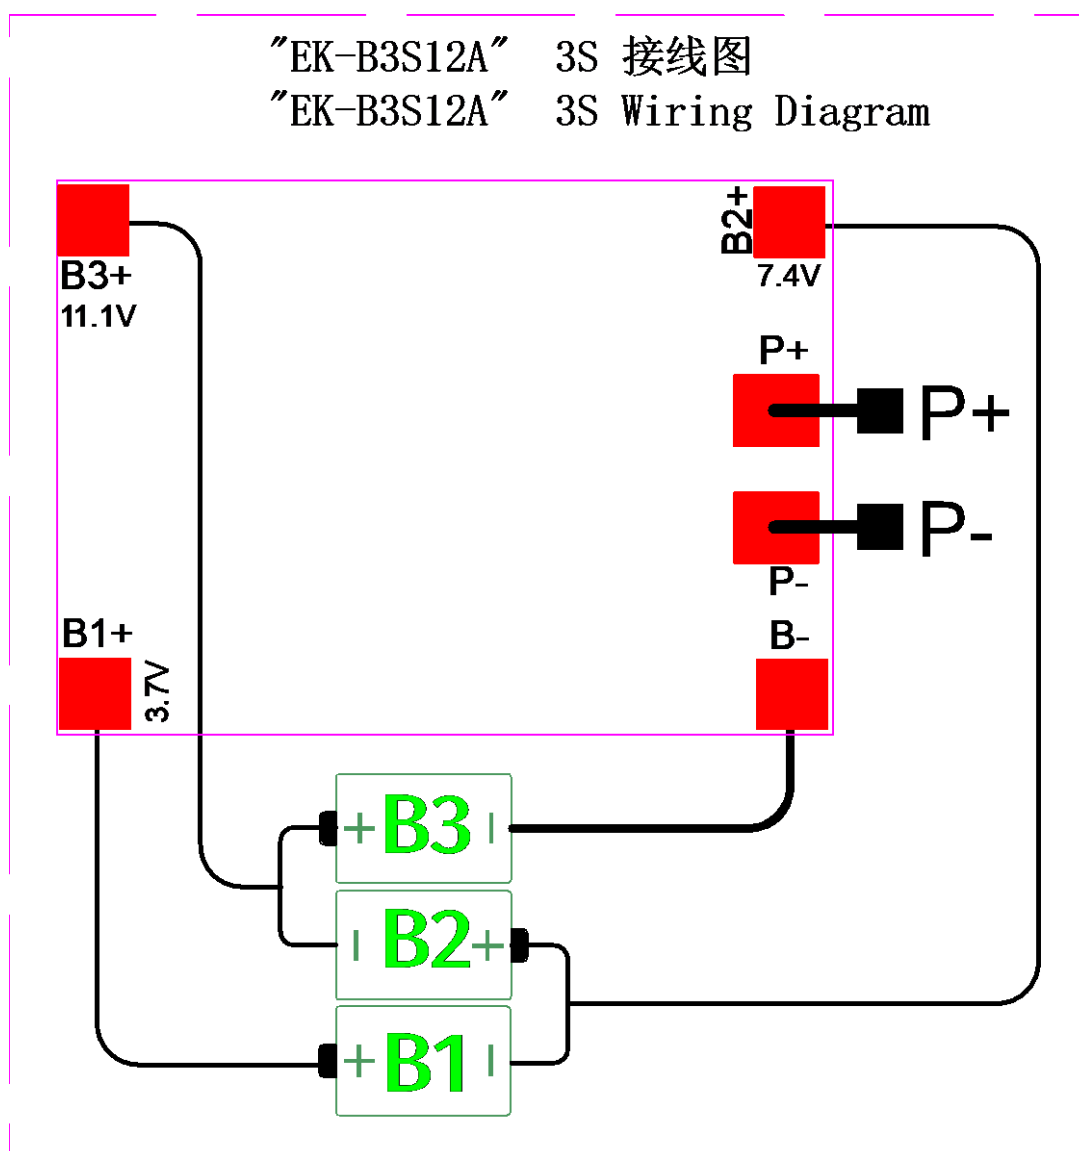 "EK-B3S12A" 3S 接线图
"EK-B3S12A" 3S Wiring Diagram
B3+
11.1V
B2+
7.4V
P+
P+
P-
P-
B1+
3.7V
B-
+ B3 -
- B2 +
+ B1 -